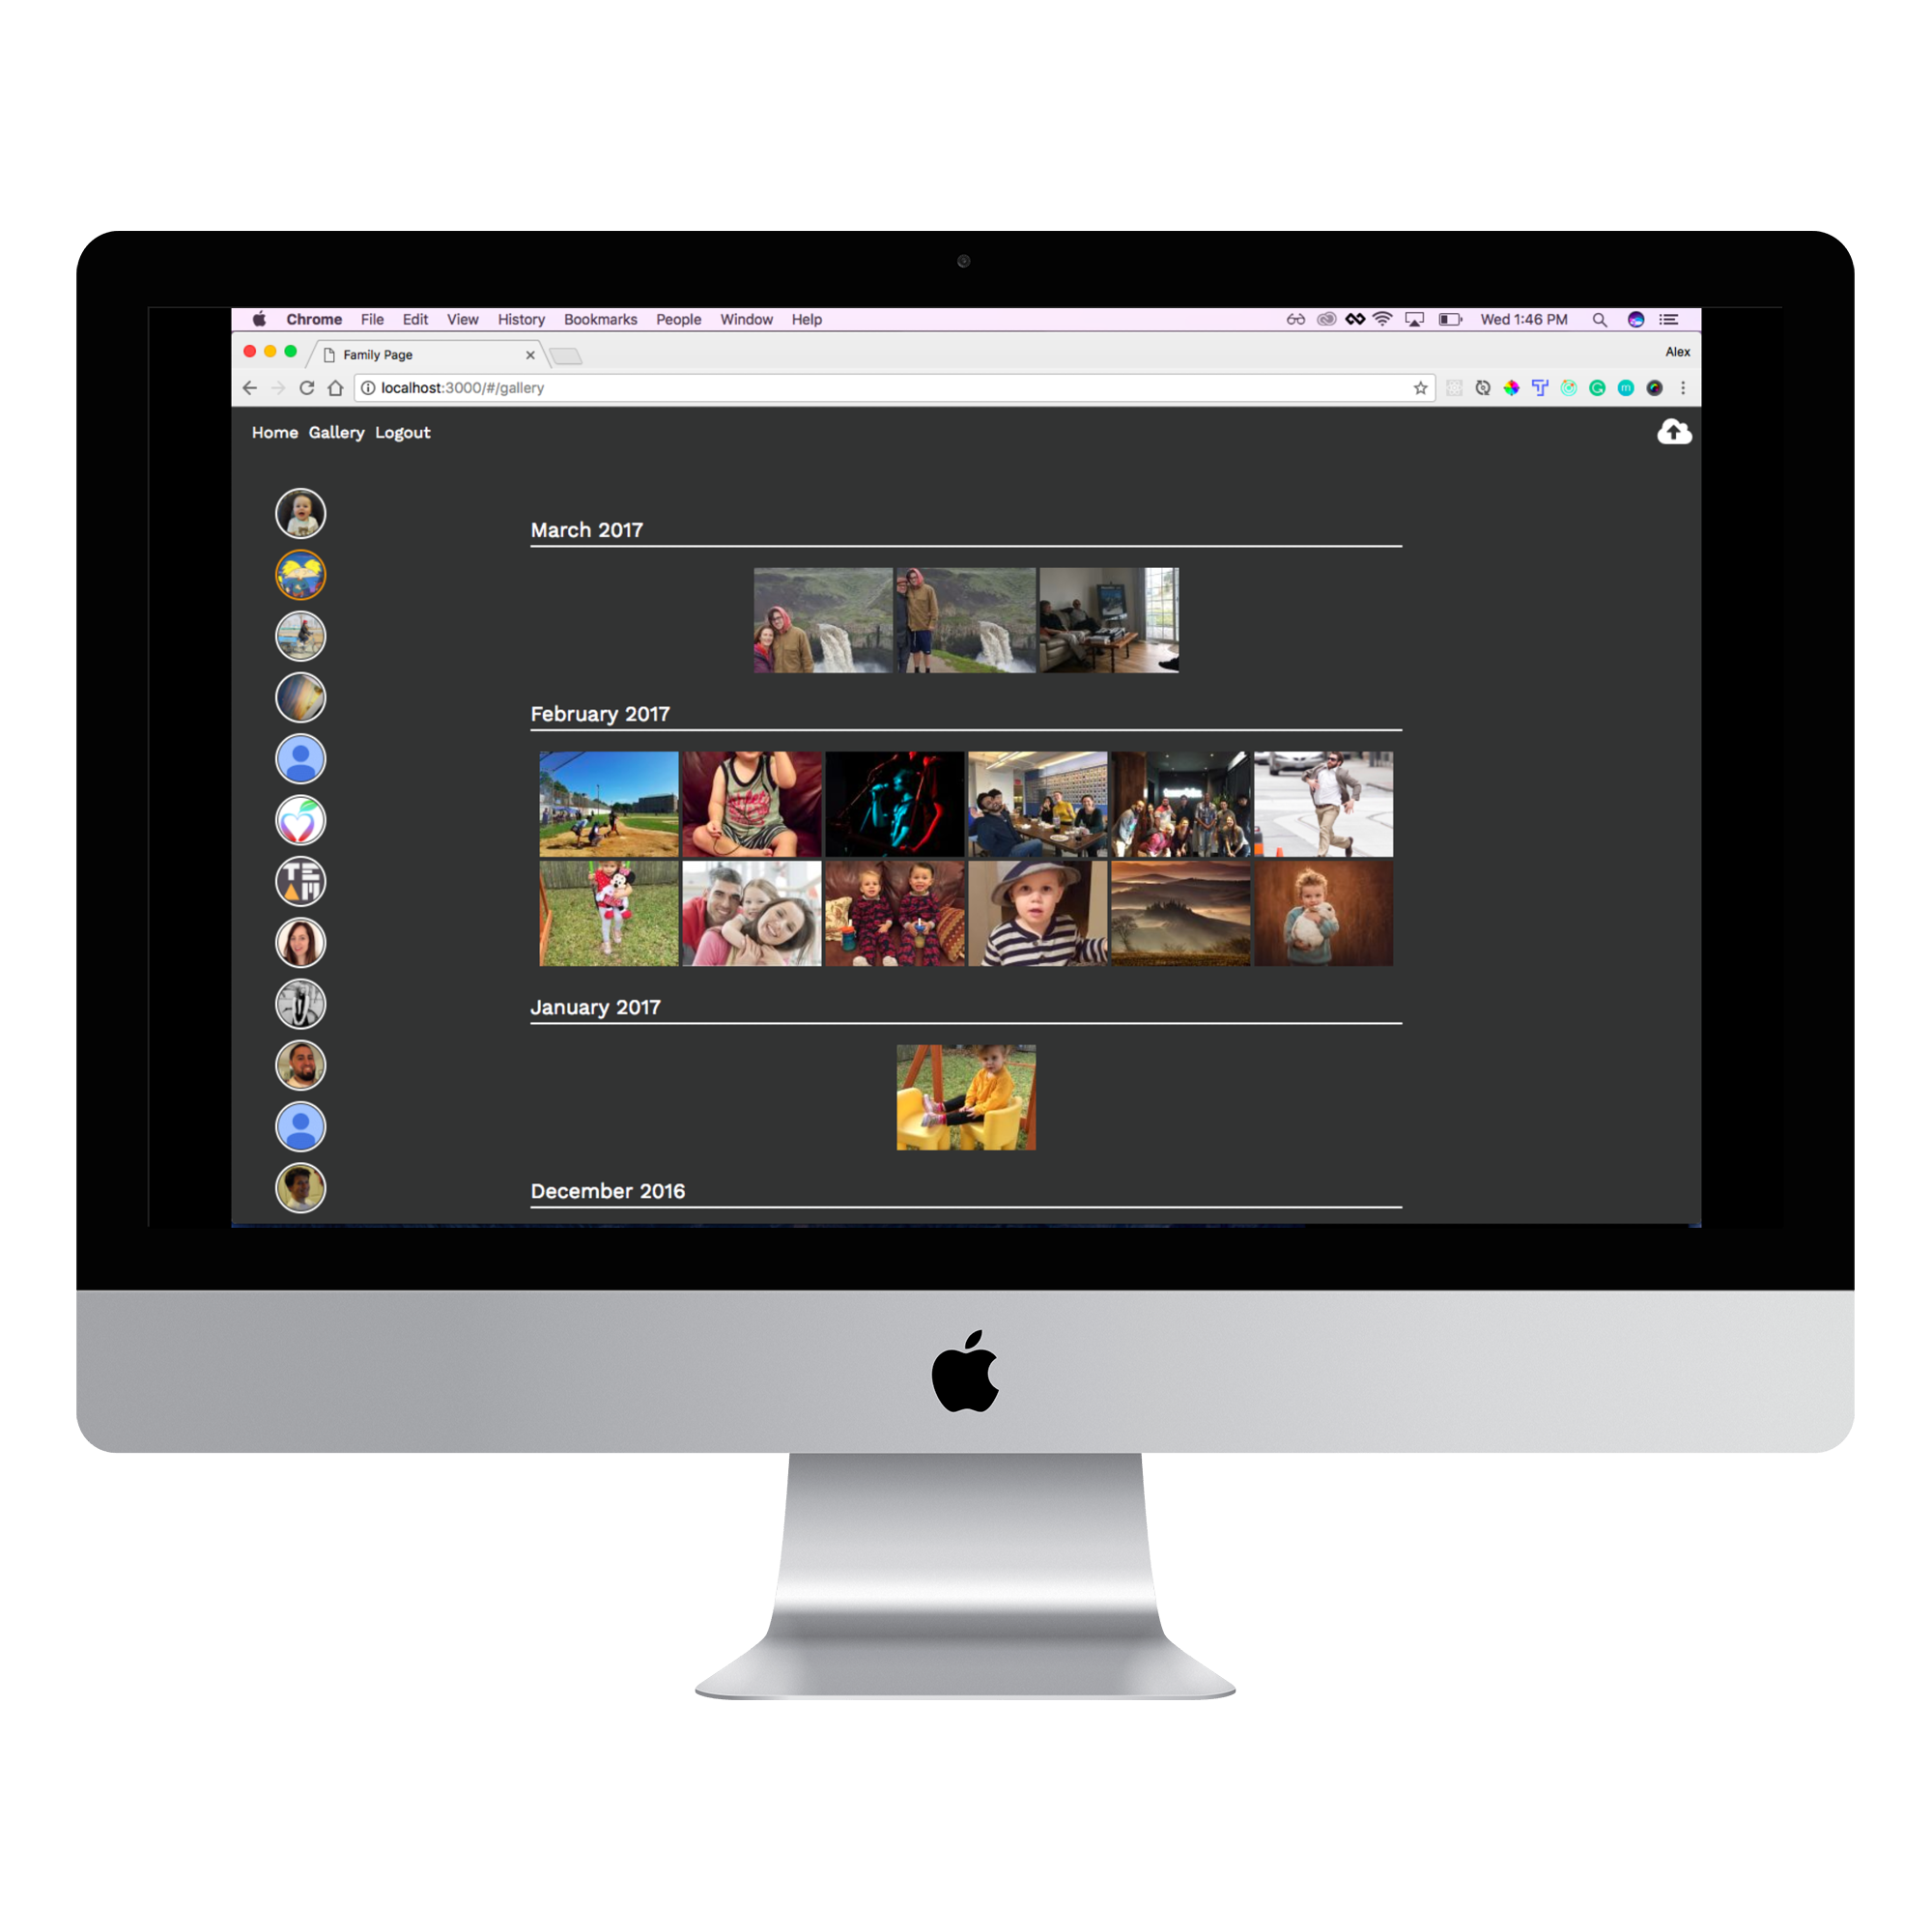 Chrome File Edit View History Bookmarks People Window Help Wed 1:46 PM
Family Page Alex
localhost:3000/#/gallery
Home Gallery Logout
March 2017
February 2017
TEAM
January 2017
December 2016